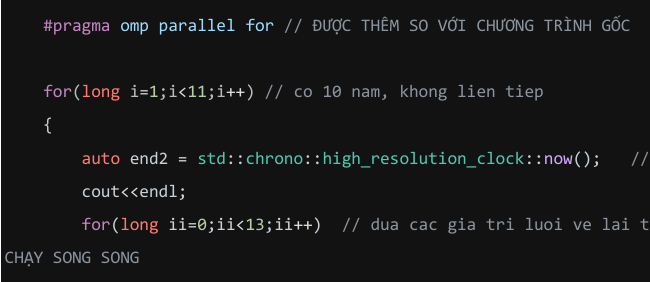 #pragma omp parallel for // ĐƯỢC THÊM SO VỚI CHƯƠNG TRÌNH GỐC
for(long i=1;i<11;i++) // co 10 nam, khong lien tiep
{
auto end2 = std::chrono::high_resolution_clock::now(); //
cout<<endl;
for(long ii=0;ii<13;ii++) // dua cac gia tri luoi ve lai t
CHẠY SONG SONG